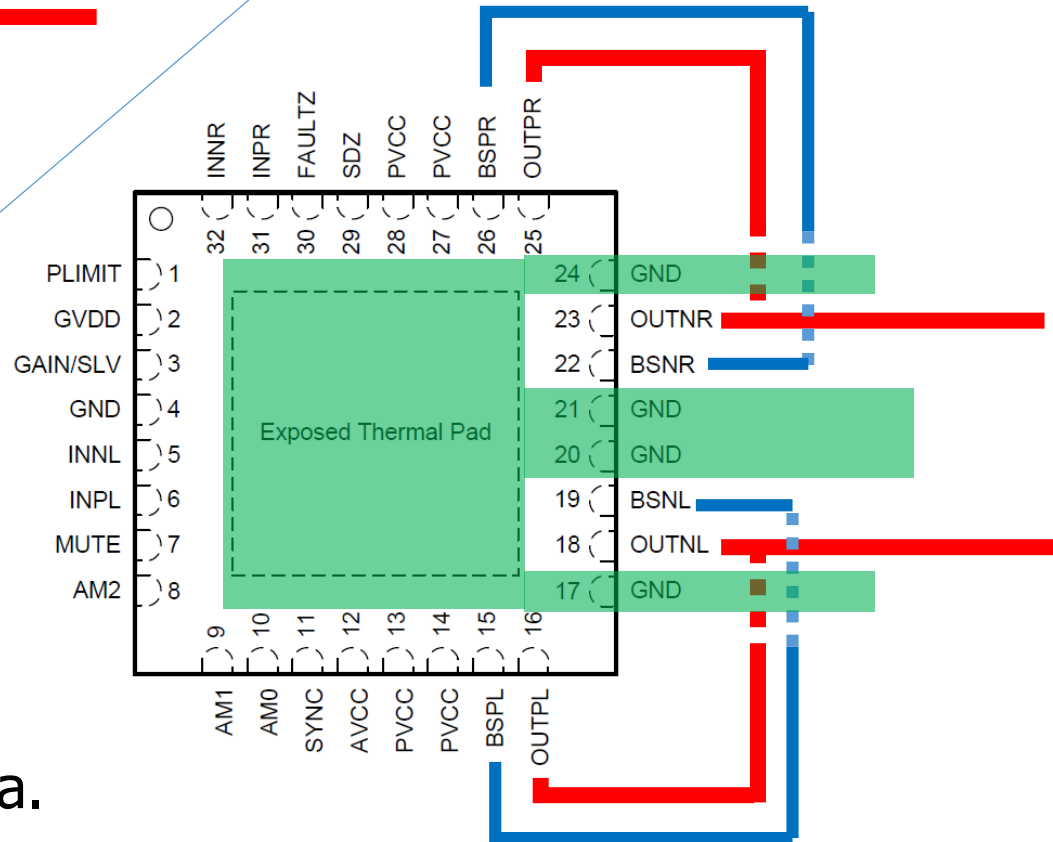 INNR
INPR
FAULTZ
SDZ
PVCC
PVCC
BSPR
OUTPR
32
31
30
29
28
27
26
25
PLIMIT 1
GVDD 2
GAIN/SLV 3
GND 4
INNL 5
INPL 6
MUTE 7
AM2 8
Exposed Thermal Pad
24 GND
23 OUTNR
22 BSNR
21 GND
20 GND
19 BSNL
18 OUTNL
17 GND
9
10
11
12
13
14
15
16
AM1
AM0
SYNC
AVCC
PVCC
PVCC
BSPL
OUTPL
a.